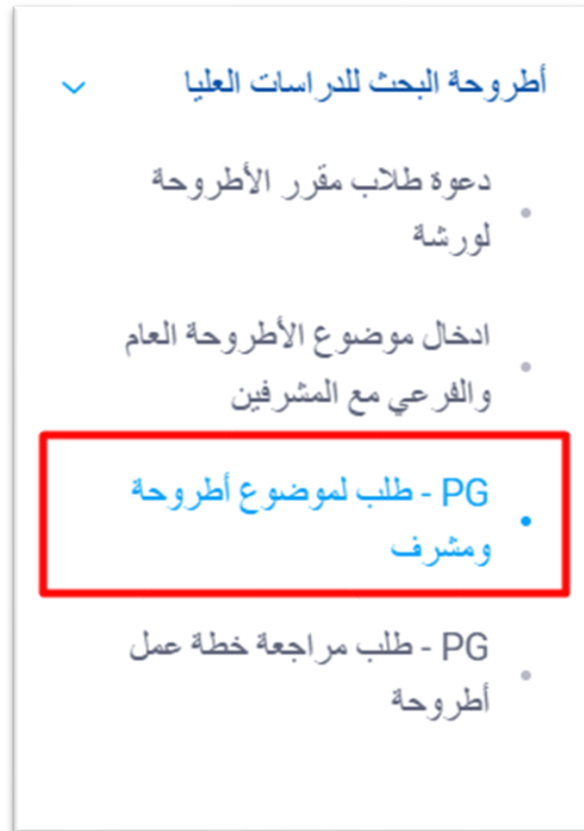 أطروحة البحث للدراسات العليا
دعوة طلاب مقرر الأطروحة
لورشة
ادخال موضوع الأطروحة العام
والفرعي مع المشرفين
PG - طلب لموضوع أطروحة
ومشرف
PG - طلب مراجعة خطة عمل
أطروحة